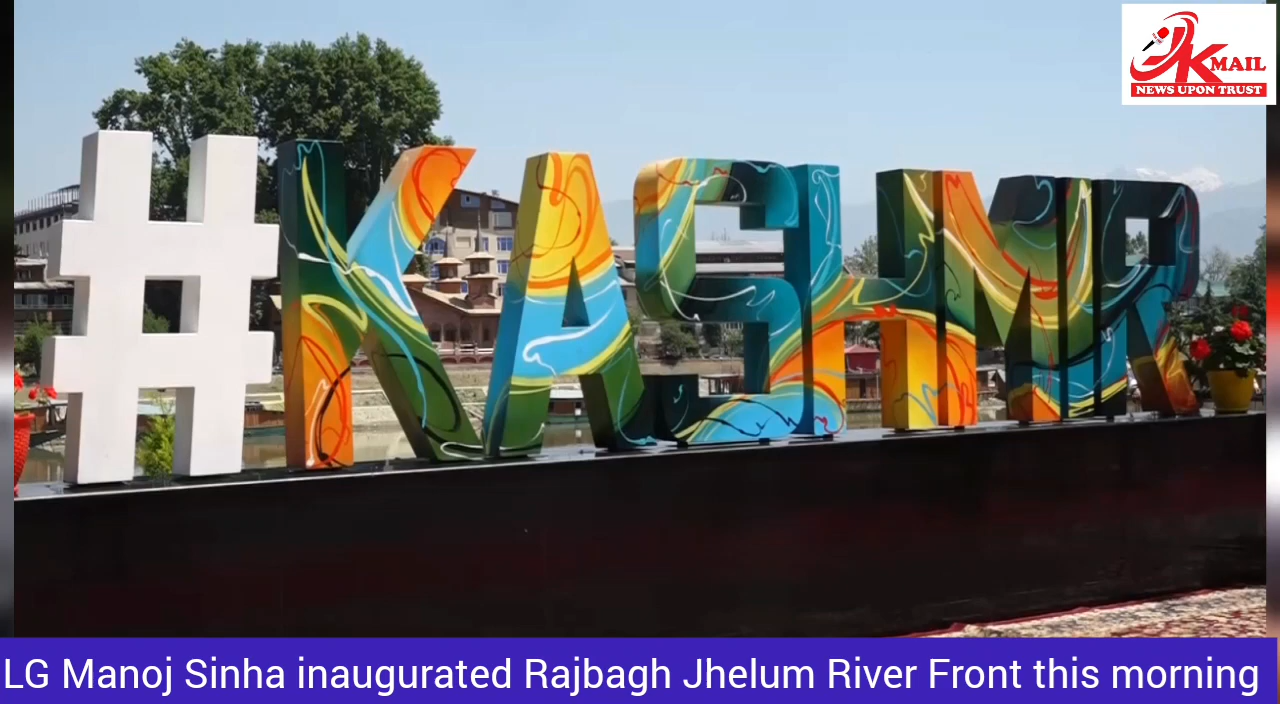 JK MAIL
NEWS UPON TRUST
#KASHMIR
LG Manoj Sinha inaugurated Rajbagh Jhelum River Front this morning